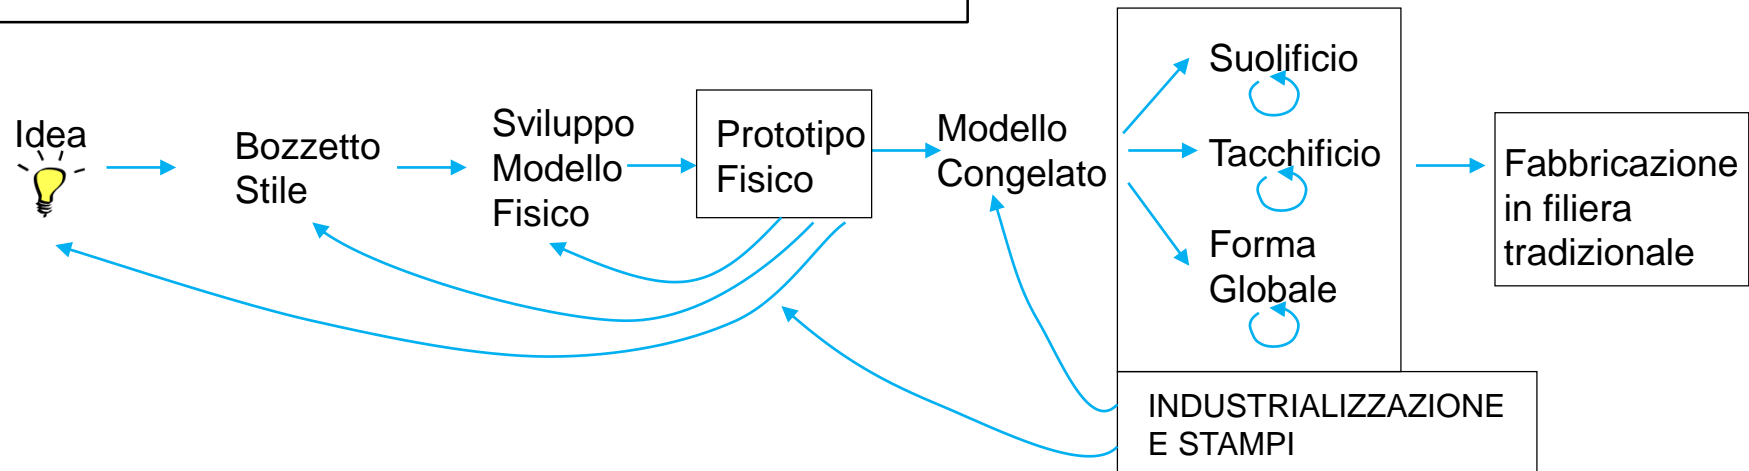 Idea
Bozzetto
Stile
Sviluppo
Modello
Fisico
Prototipo
Fisico
Modello
Congelato
Suolificio
Tacchificio
Forma
Globale
Fabbricazione
in filiera
tradizionale
INDUSTRIALIZZAZIONE
E STAMPI